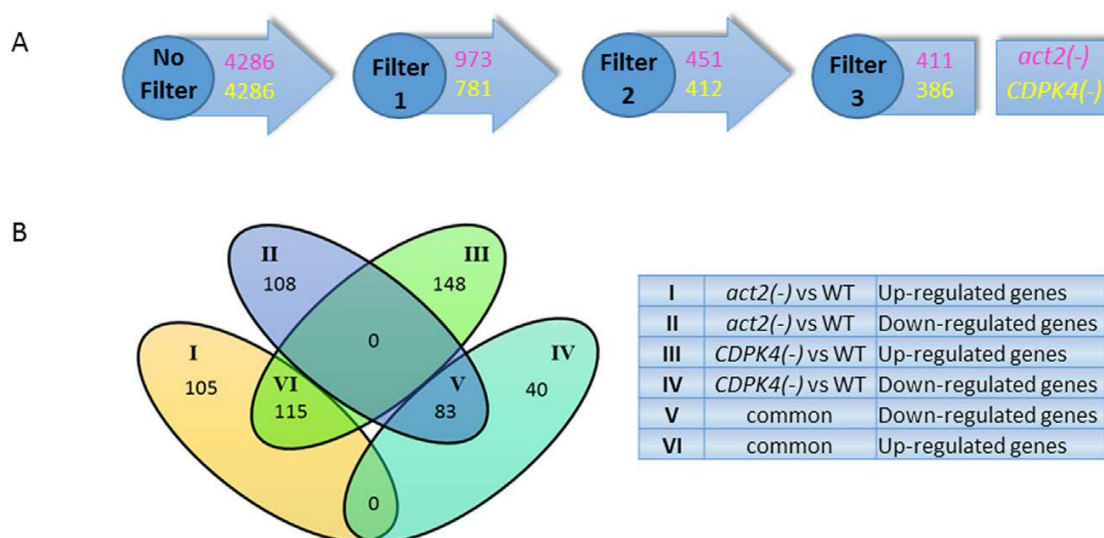 A
No Filter
4286
4286
Filter 1
973
781
Filter 2
451
412
Filter 3
411
386
act2(-)
CDPK4(-)
B
II
108
III
148
I
105
0
IV
40
VI
115
V
83
0
I act2(-) vs WT Up-regulated genes
II act2(-) vs WT Down-regulated genes
III CDPK4(-) vs WT Up-regulated genes
IV CDPK4(-) vs WT Down-regulated genes
V common Down-regulated genes
VI common Up-regulated genes